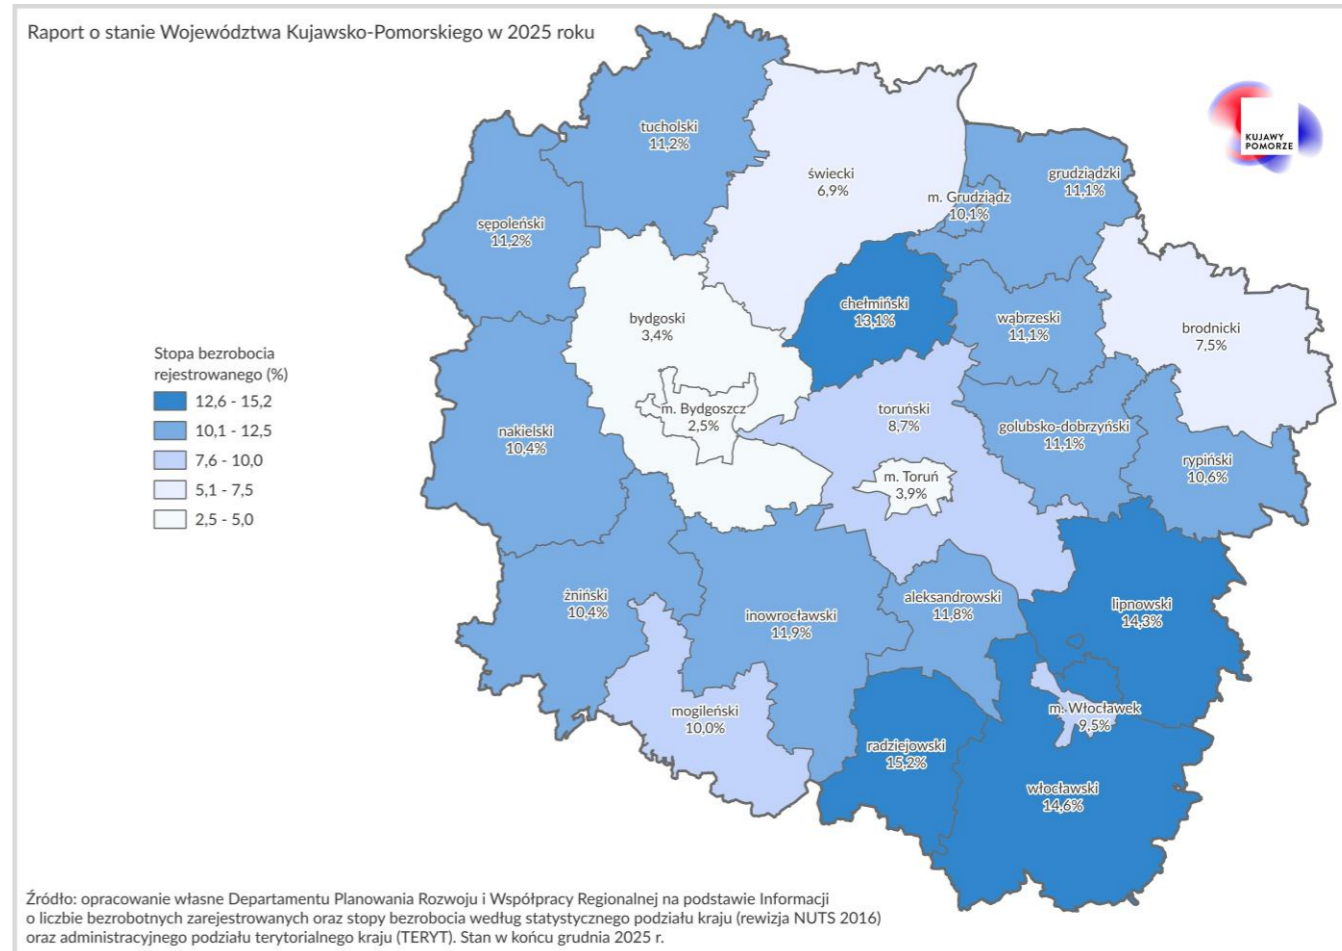 Raport o stanie Województwa Kujawsko-Pomorskiego w 2025 roku
KUJAWY
POMORZE
tucholski
11,2%
świecki
6,9%
grudziądzki
11,1%
m. Grudziądz
10,1%
sępoleński
11,2%
chełmiński
13,1%
bydgoski
3,4%
wąbrzeski
11,1%
brodnicki
7,5%
Stopa bezrobocia
rejestrowanego (%)
12,6 - 15,2
10,1 - 12,5
7,6 - 10,0
5,1 - 7,5
2,5 - 5,0
m. Bydgoszcz
2,5%
toruński
8,7%
nakielski
10,4%
golubsko-dobrzyński
11,1%
rypiński
10,6%
m. Toruń
3,9%
żniński
10,4%
inowrocławski
11,9%
aleksandrowski
11,8%
lipnowski
14,3%
mogileński
10,0%
m. Włocławek
9,5%
radziejowski
15,2%
włocławski
14,6%
Źródło: opracowanie własne Departamentu Planowania Rozwoju i Współpracy Regionalnej na podstawie Informacji
o liczbie bezrobotnych zarejestrowanych oraz stopy bezrobocia według statystycznego podziału kraju (rewizja NUTS 2016)
oraz administracyjnego podziału terytorialnego kraju (TERYT). Stan w końcu grudnia 2025 r.